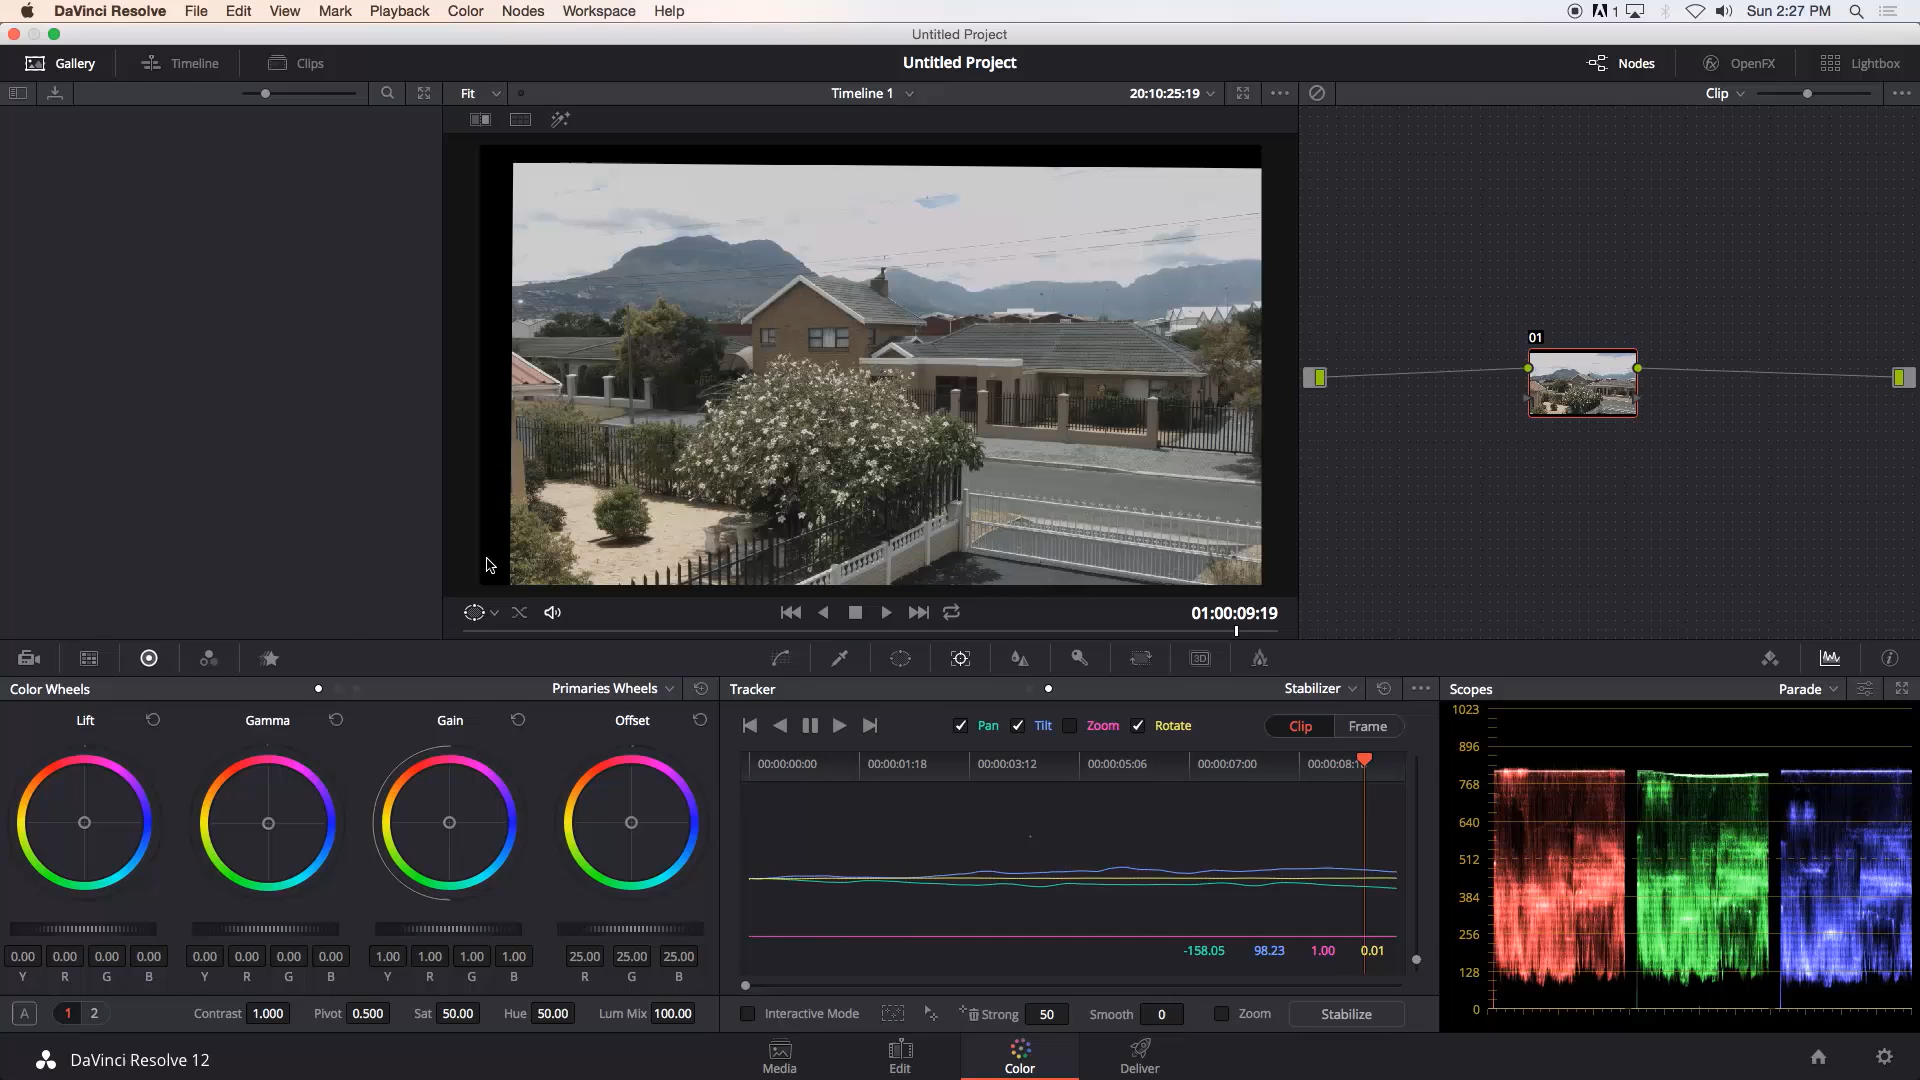 DaVinci Resolve File Edit View Mark Playback Color Nodes Workspace Help 1 Sun 2:27 PM
Untitled Project
Gallery Timeline Clips Untitled Project Nodes OpenFX Lightbox
Fit Timeline 1 20:10:25:19 Clip
01
01:00:09:19
3D
Color Wheels Primaries Wheels Tracker Stabilizer Scopes Parade
Lift Gamma Gain Offset
Pan Tilt Zoom Rotate Clip Frame
00:00:00:00 00:00:01:18 00:00:03:12 00:00:05:06 00:00:07:00
1023
896
768
640
512
384
256
128
0
-158.05 98.23 1.00 0.01
0.00 0.00 0.00 0.00 0.00 0.00 0.00 0.00 1.00 1.00 1.00 1.00 25.00 25.00 25.00
Y R G B Y R G B Y R G B R G B
A 1 2 Contrast 1.000 Pivot 0.500 Sat 50.00 Hue 50.00 Lum Mix 100.00
Interactive Mode Strong 50 Smooth 0 Zoom Stabilize
DaVinci Resolve 12 Media Edit Color Deliver